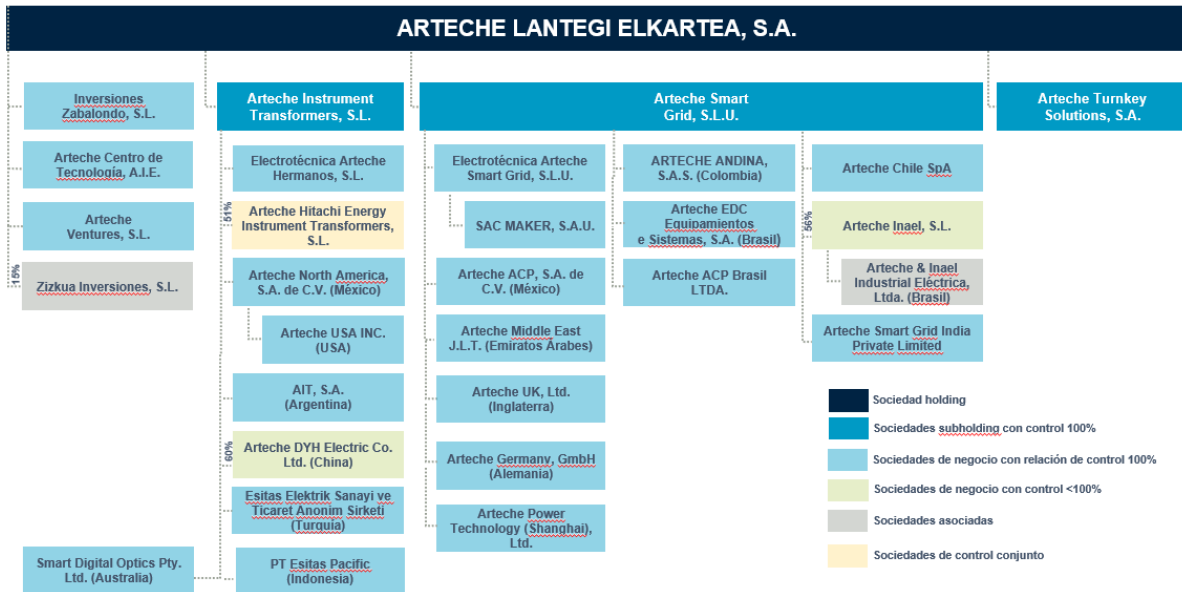 ARTECHE LANTEGI ELKARTEA, S.A.
Inversiones
Zabalondo, S.L.
Arteche Centro de
Tecnología, A.I.E.
Arteche
Ventures, S.L.
15%
Zizkua Inversiones, S.L.
Arteche Instrument
Transformers, S.L.
Electrotécnica Arteche
Hermanos, S.L.
51%
Arteche Hitachi Energy
Instrument Transformers,
S.L.
Arteche North America,
S.A. de C.V. (México)
Arteche USA INC.
(USA)
AIT, S.A.
(Argentina)
60%
Arteche DYH Electric Co.
Ltd. (China)
Esitas Elektrik Sanayi ve
Ticaret Anonim Sirketi
(Turquía)
Smart Digital Optics Pty.
Ltd. (Australia)
PT Esitas Pacific
(Indonesia)
Arteche Smart
Grid, S.L.U.
Electrotécnica Arteche
Smart Grid, S.L.U.
SAC MAKER, S.A.U.
Arteche ACP, S.A. de
C.V. (México)
Arteche Middle East
J.L.T. (Emiratos Árabes)
Arteche UK, Ltd.
(Inglaterra)
Arteche Germany, GmbH
(Alemania)
Arteche Power
Technology (Shanghai),
Ltd.
ARTECHE ANDINA,
S.A.S. (Colombia)
Arteche EDC
Equipamientos
e Sistemas, S.A. (Brasil)
Arteche ACP Brasil
LTDA.
Arteche Chile SpA
56%
Arteche Inael, S.L.
Arteche & Inael
Industrial Eléctrica,
Ltda. (Brasil)
Arteche Smart Grid India
Private Limited
Arteche Turnkey
Solutions, S.A.
Sociedad holding
Sociedades subholding con control 100%
Sociedades de negocio con relación de control 100%
Sociedades de negocio con control <100%
Sociedades asociadas
Sociedades de control conjunto